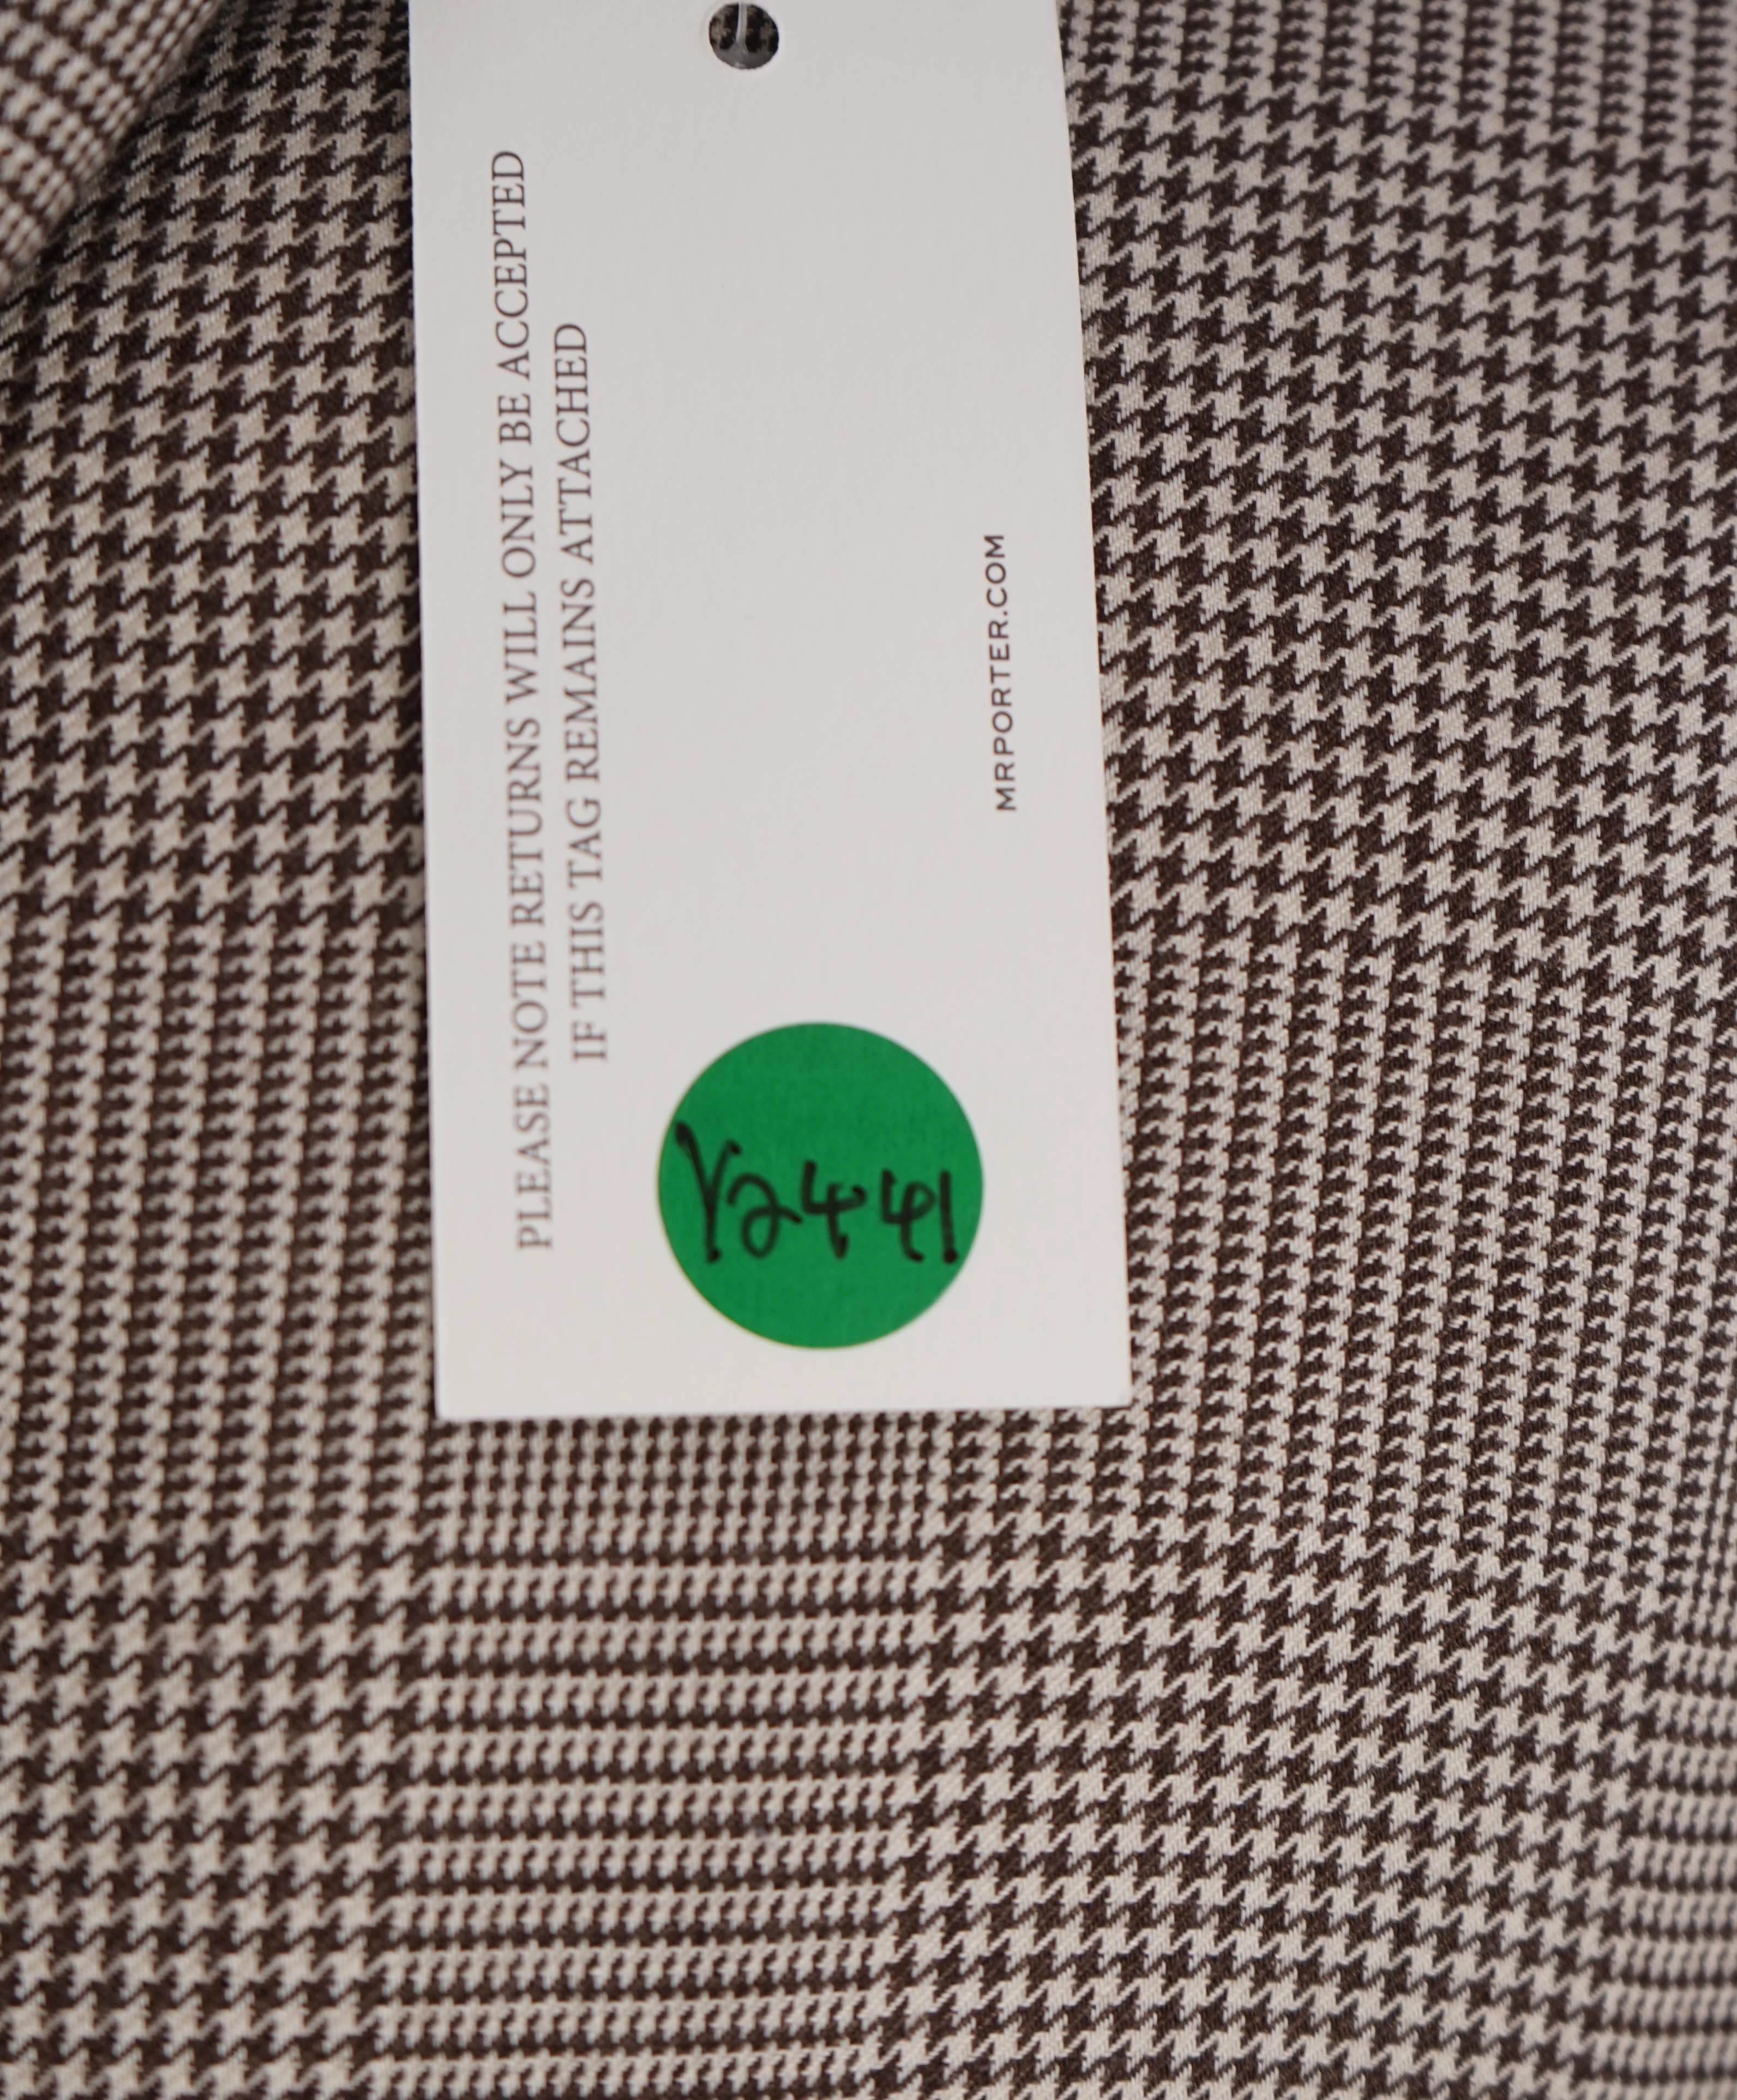 PLEASE NOTE RETURNS WILL ONLY BE ACCEPTED
IF THIS TAG REMAINS ATTACHED
MRPORTER.COM
Y2441